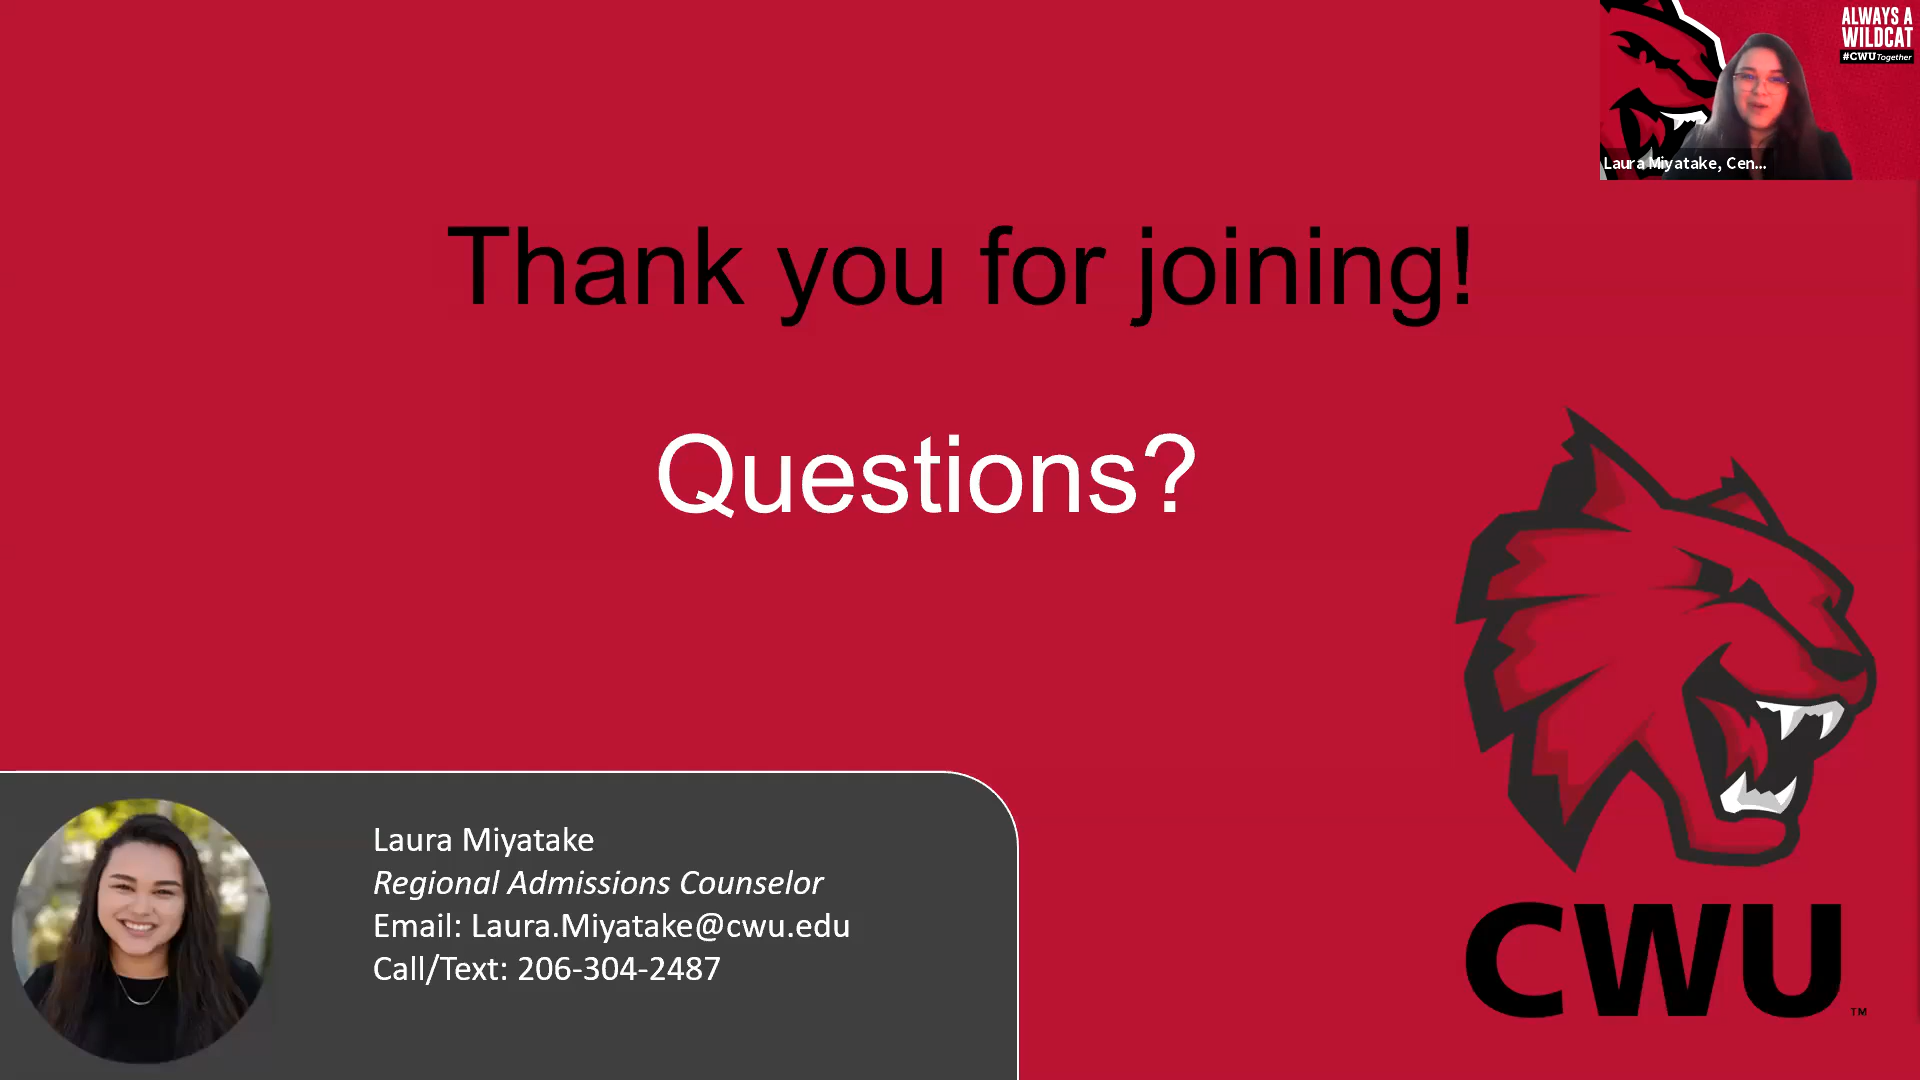 ALWAYS A
WILDCAT
#CWUTogether
Laura Miyatake, Cen...
Thank you for joining!
Questions?
Laura Miyatake
Regional Admissions Counselor
Email: Laura.Miyatake@cwu.edu
Call/Text: 206-304-2487
CWU
TM